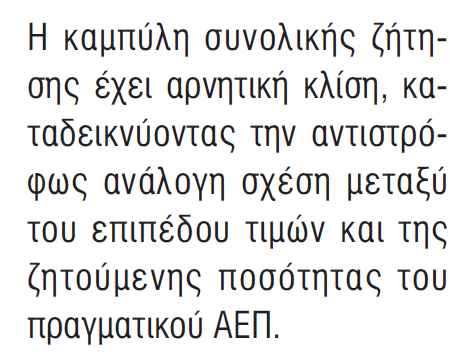 Η καμπύλη συνολικής ζήτη-
σης έχει αρνητική κλίση, κα-
ταδεικνύοντας την αντιστρό-
φως ανάλογη σχέση μεταξύ
του επιπέδου τιμών και της
ζητούμενης ποσότητας του
πραγματικού ΑΕΠ.